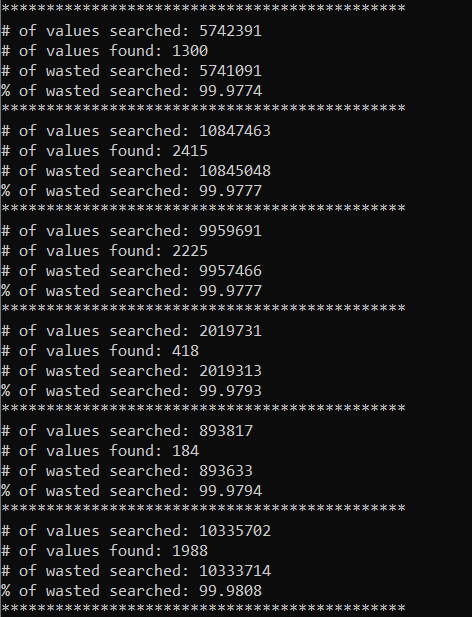 *********************************************
# of values searched: 5742391
# of values found: 1300
# of wasted searched: 5741091
% of wasted searched: 99.9774
*********************************************
# of values searched: 10847463
# of values found: 2415
# of wasted searched: 10845048
% of wasted searched: 99.9777
*********************************************
# of values searched: 9959691
# of values found: 2225
# of wasted searched: 9957466
% of wasted searched: 99.9777
*********************************************
# of values searched: 2019731
# of values found: 418
# of wasted searched: 2019313
% of wasted searched: 99.9793
*********************************************
# of values searched: 893817
# of values found: 184
# of wasted searched: 893633
% of wasted searched: 99.9794
*********************************************
# of values searched: 10335702
# of values found: 1988
# of wasted searched: 10333714
% of wasted searched: 99.9808
*********************************************